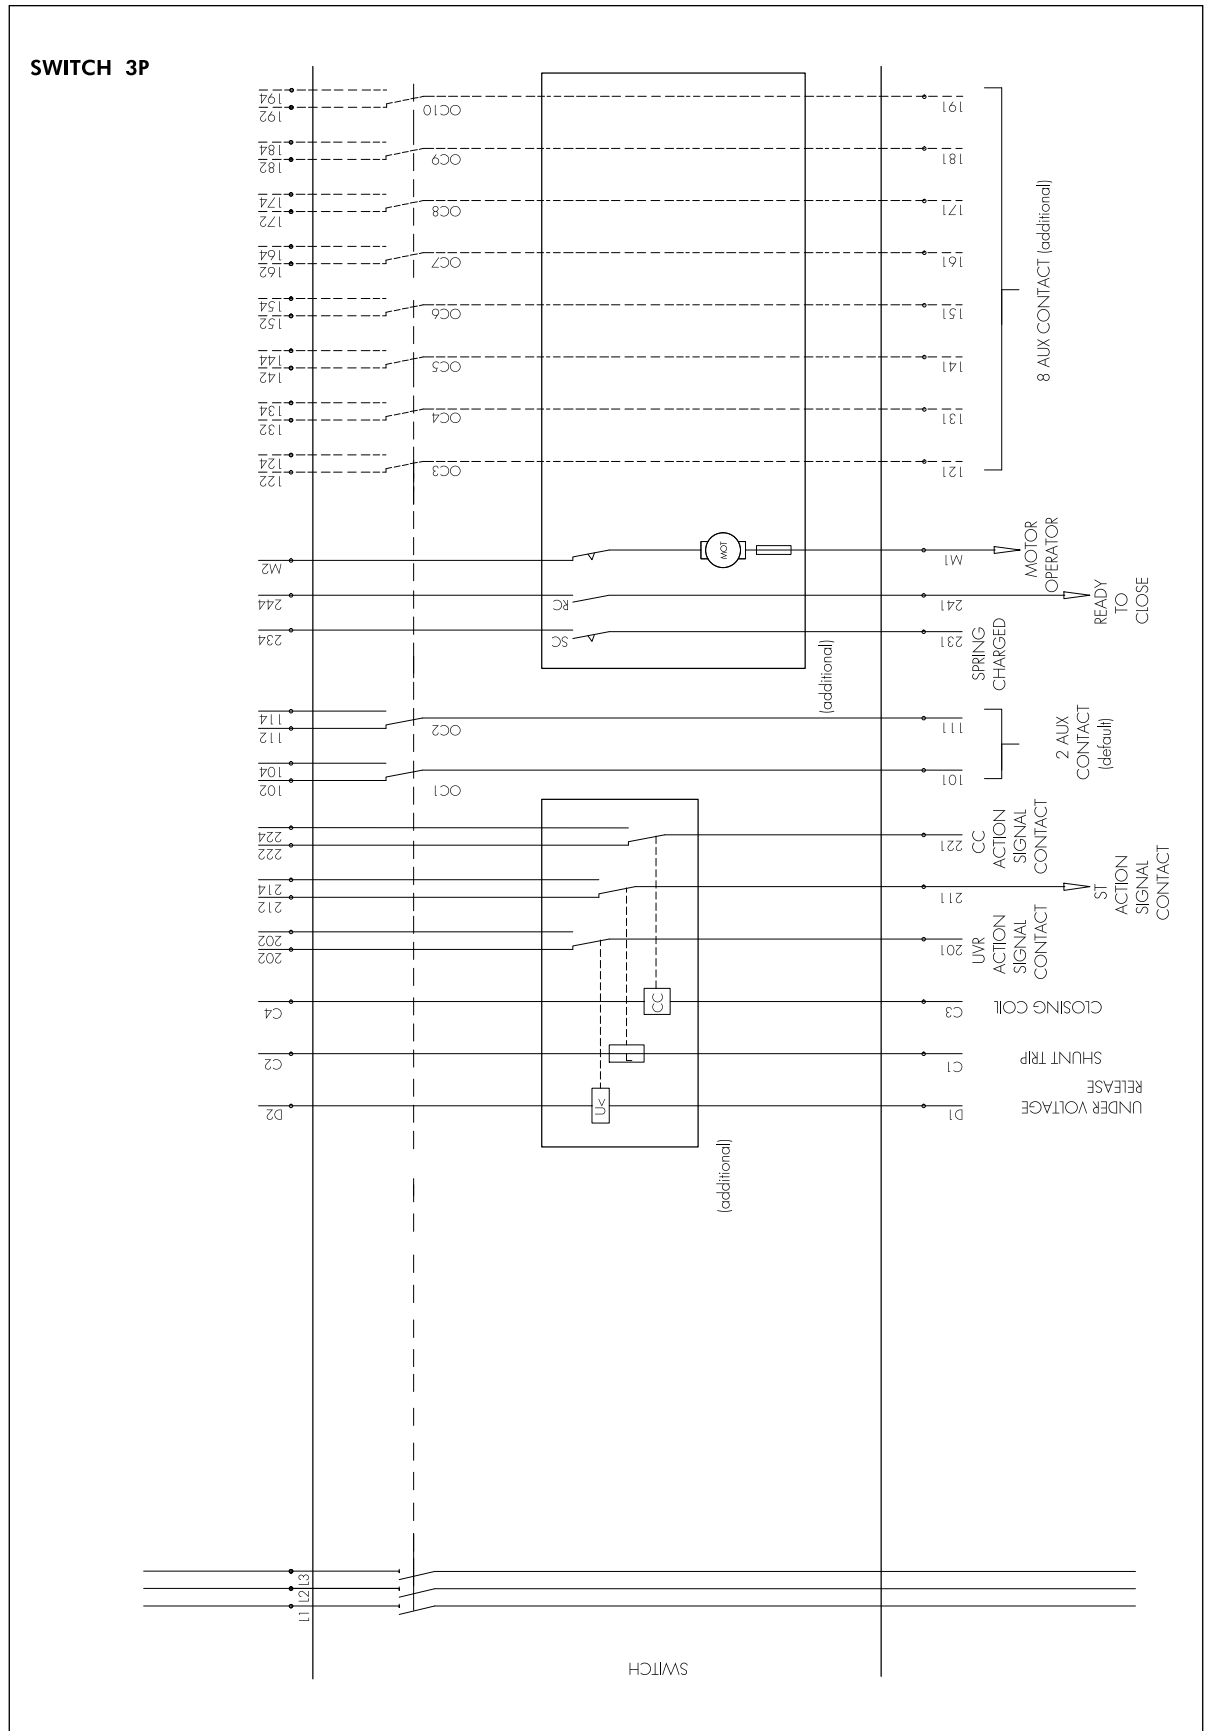 SWITCH 3P
194
192
OC10
191
184
182
OC9
181
174
172
OC8
171
164
162
OC7
161
154
152
OC6
151
144
142
OC5
141
134
132
OC4
131
124
122
OC3
121
8 AUX CONTACT (additional)
M2
MOT
M1
MOTOR
OPERATOR
244
RC
241
READY
TO
CLOSE
234
SC
231
SPRING
CHARGED
(additional)
114
112
OC2
111
104
102
OC1
101
2 AUX
CONTACT
(default)
224
222
221
CC
ACTION
SIGNAL
CONTACT
214
212
211
ST
ACTION
SIGNAL
CONTACT
202
202
201
UVR
ACTION
SIGNAL
CONTACT
C4
CC
C3
CLOSING COIL
C2
L
C1
SHUNT TRIP
D2
U<
D1
UNDER VOLTAGE
RELEASE
(additional)
L3
L2
L1
SWITCH